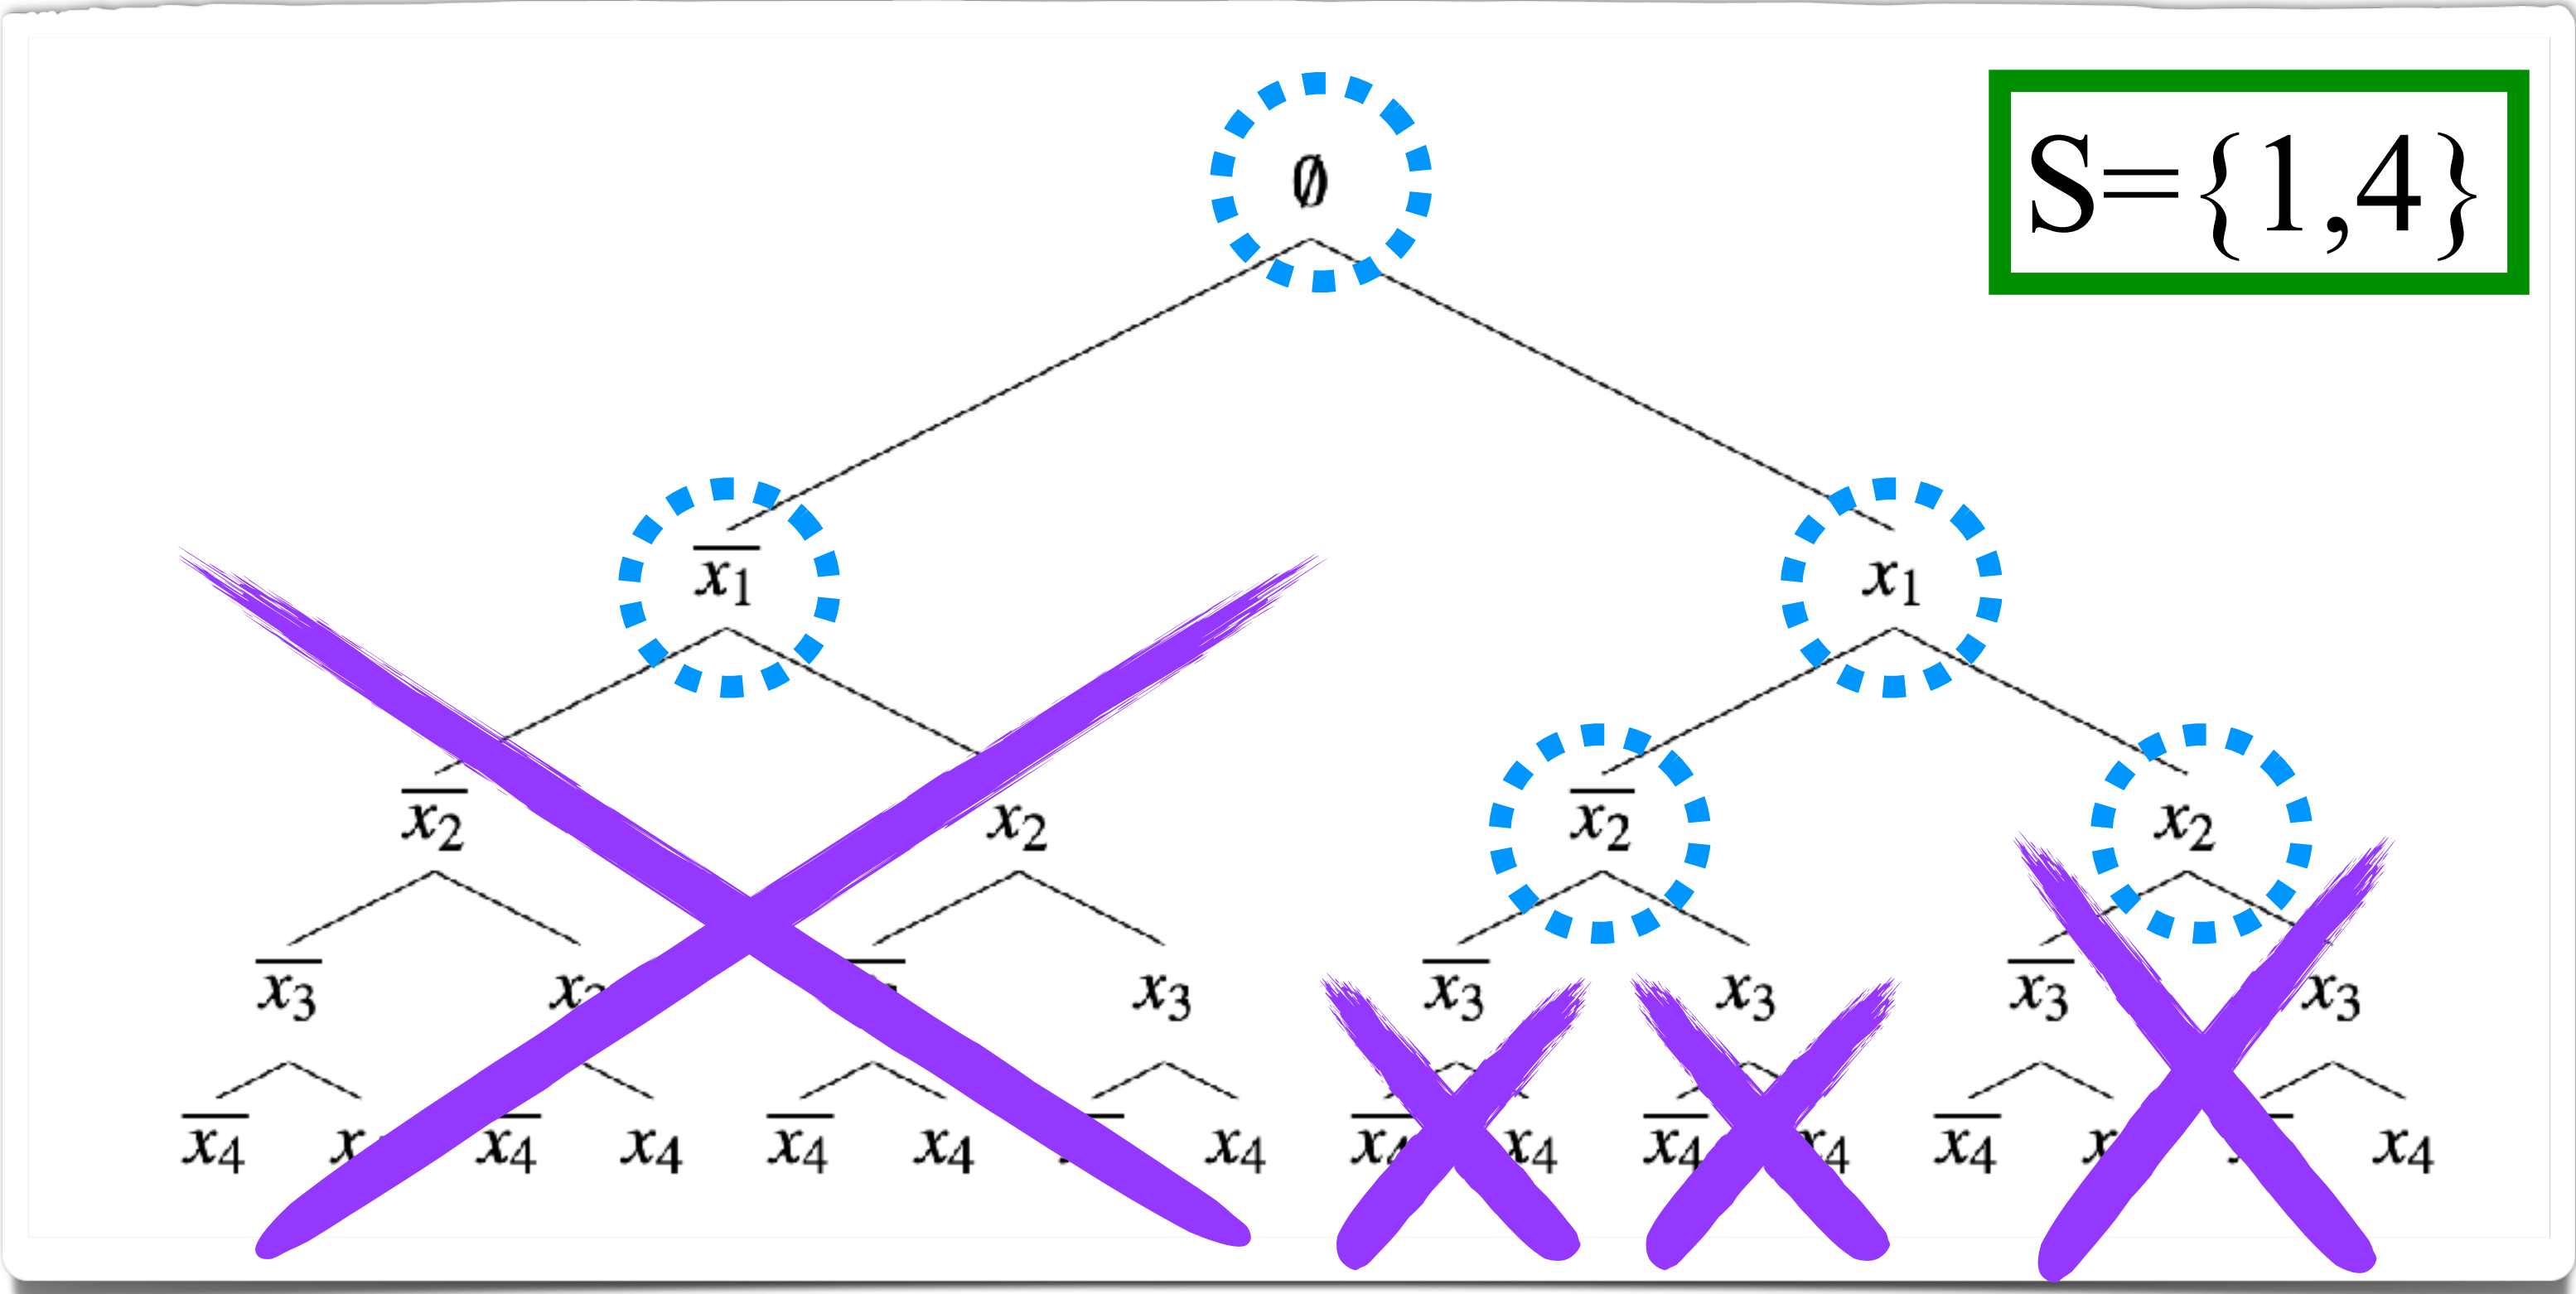 ∅
S={1,4}
x̅₁ x₁
x̅₂ x₂ x̅₂ x₂
x̅₃ x₃ x̅₃ x₃ x̅₃ x₃
x̅₄ x̅₄ x₄ x̅₄ x₄ x₄ x̅₄ x₄ x̅₄ x₄ x̅₄ x₄